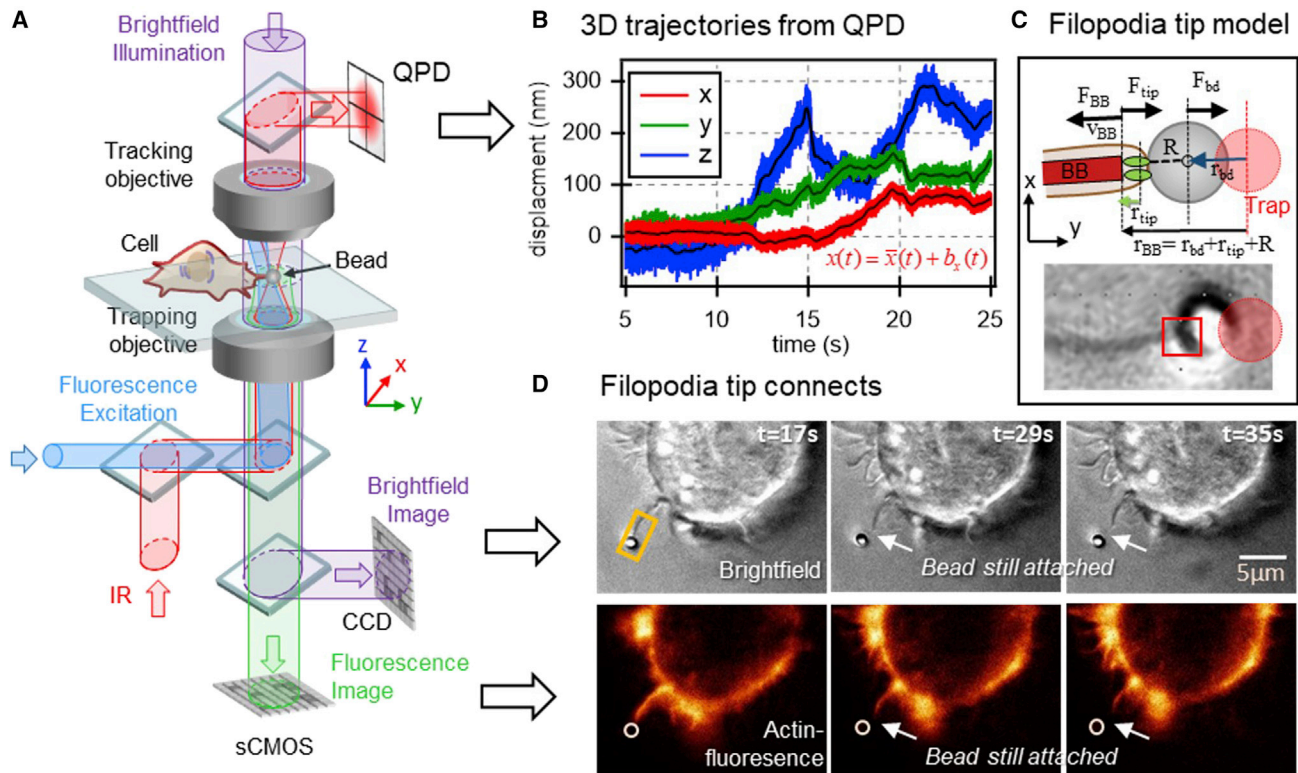 A
Brightfield
Illumination
QPD
Tracking
objective
Cell
Bead
Trapping
objective
z
x
y
Fluorescence
Excitation
Brightfield
Image
IR
CCD
Fluorescence
Image
sCMOS
B
3D trajectories from QPD
displacment (nm)
300
200
100
0
x
y
z
x(t) = x̅(t) + b_x(t)
5
10
15
20
25
time (s)
C
Filopodia tip model
F_BB
F_tip
F_bd
v_BB
R
BB
r_bd
Trap
r_tip
x
y
r_BB= r_bd+r_tip+R
D
Filopodia tip connects
t=17s
t=29s
t=35s
Brightfield
Bead still attached
5µm
Actin-
fluoresence
Bead still attached